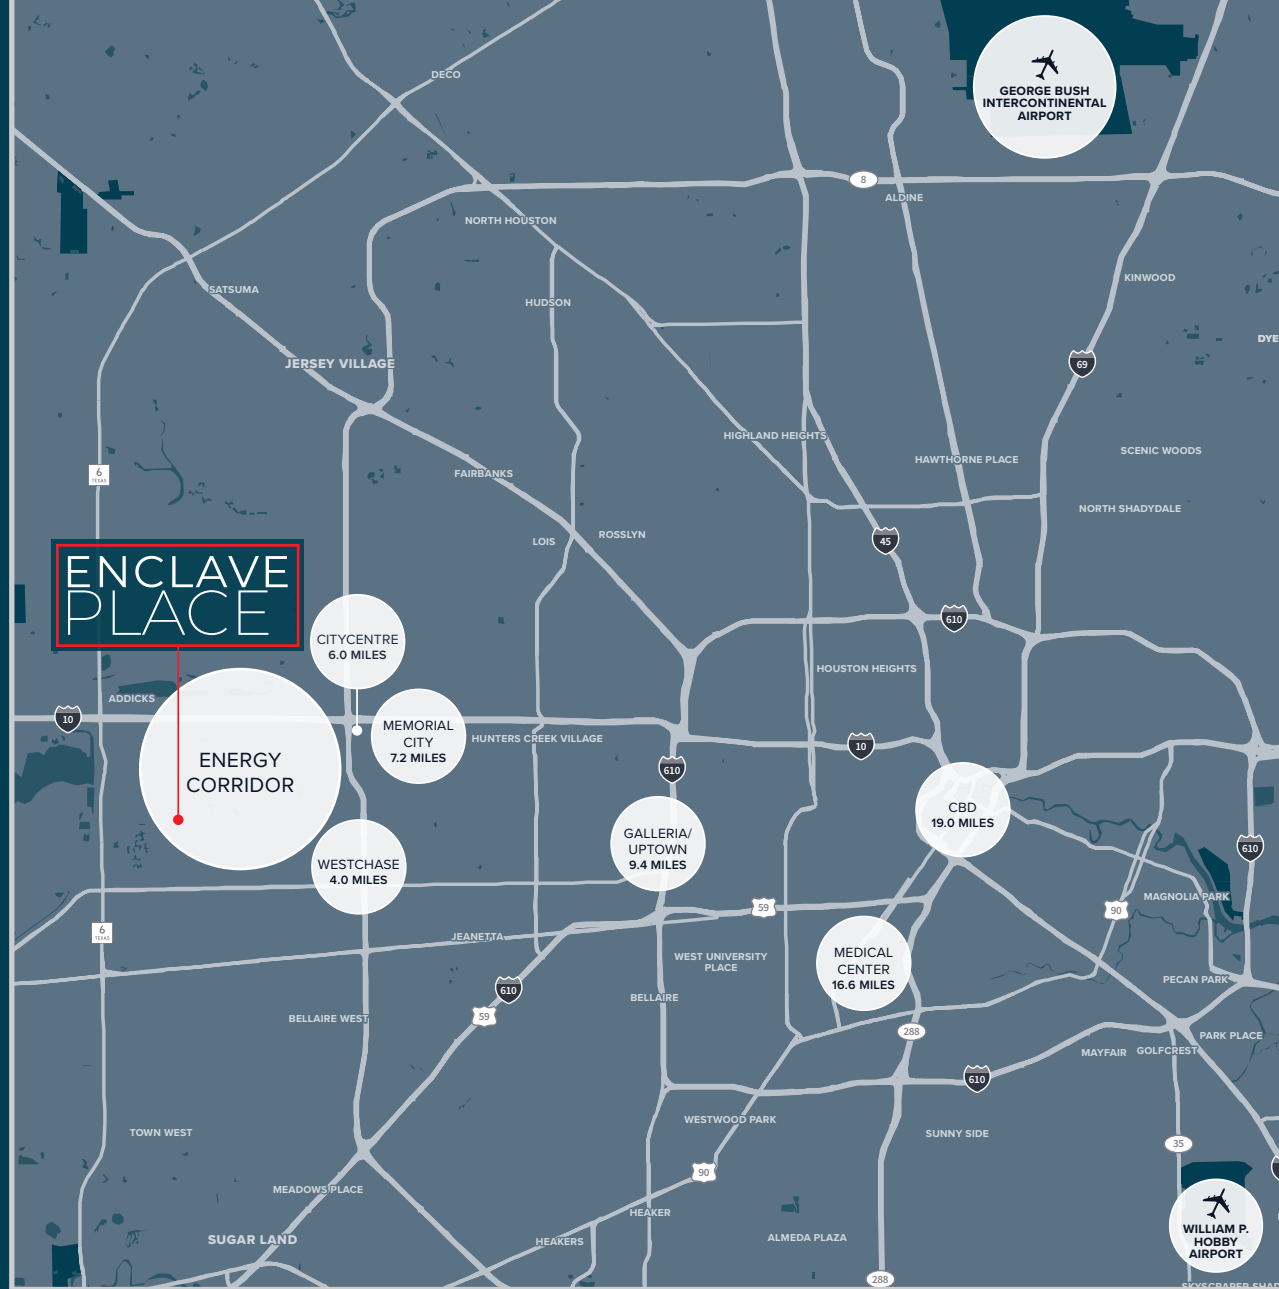 GEORGE BUSH
INTERCONTINENTAL
AIRPORT
DECO
8
ALDINE
NORTH HOUSTON
KINWOOD
SATSUMA
HUDSON
DYE
JERSEY VILLAGE
69
HIGHLAND HEIGHTS
HAWTHORNE PLACE
SCENIC WOODS
6
TEXAS
FAIRBANKS
NORTH SHADYDALE
LOIS
ROSSLYN
45
ENCLAVE
PLACE
610
CITYCENTRE
6.0 MILES
HOUSTON HEIGHTS
ADDICKS
10
MEMORIAL
CITY
7.2 MILES
HUNTERS CREEK VILLAGE
10
ENERGY
CORRIDOR
610
CBD
19.0 MILES
GALLERIA/
UPTOWN
9.4 MILES
610
WESTCHASE
4.0 MILES
MAGNOLIA PARK
59
90
6
TEXAS
JEANETTA
WEST UNIVERSITY
PLACE
MEDICAL
CENTER
16.6 MILES
PECAN PARK
610
BELLAIRE
59
BELLAIRE WEST
288
PARK PLACE
MAYFAIR
GOLFCREST
610
WESTWOOD PARK
TOWN WEST
SUNNY SIDE
35
90
MEADOWS PLACE
HEAKER
WILLIAM P.
HOBBY
AIRPORT
SUGAR LAND
HEAKERS
ALMEDA PLAZA
288
SKYSCRAPER SHAD